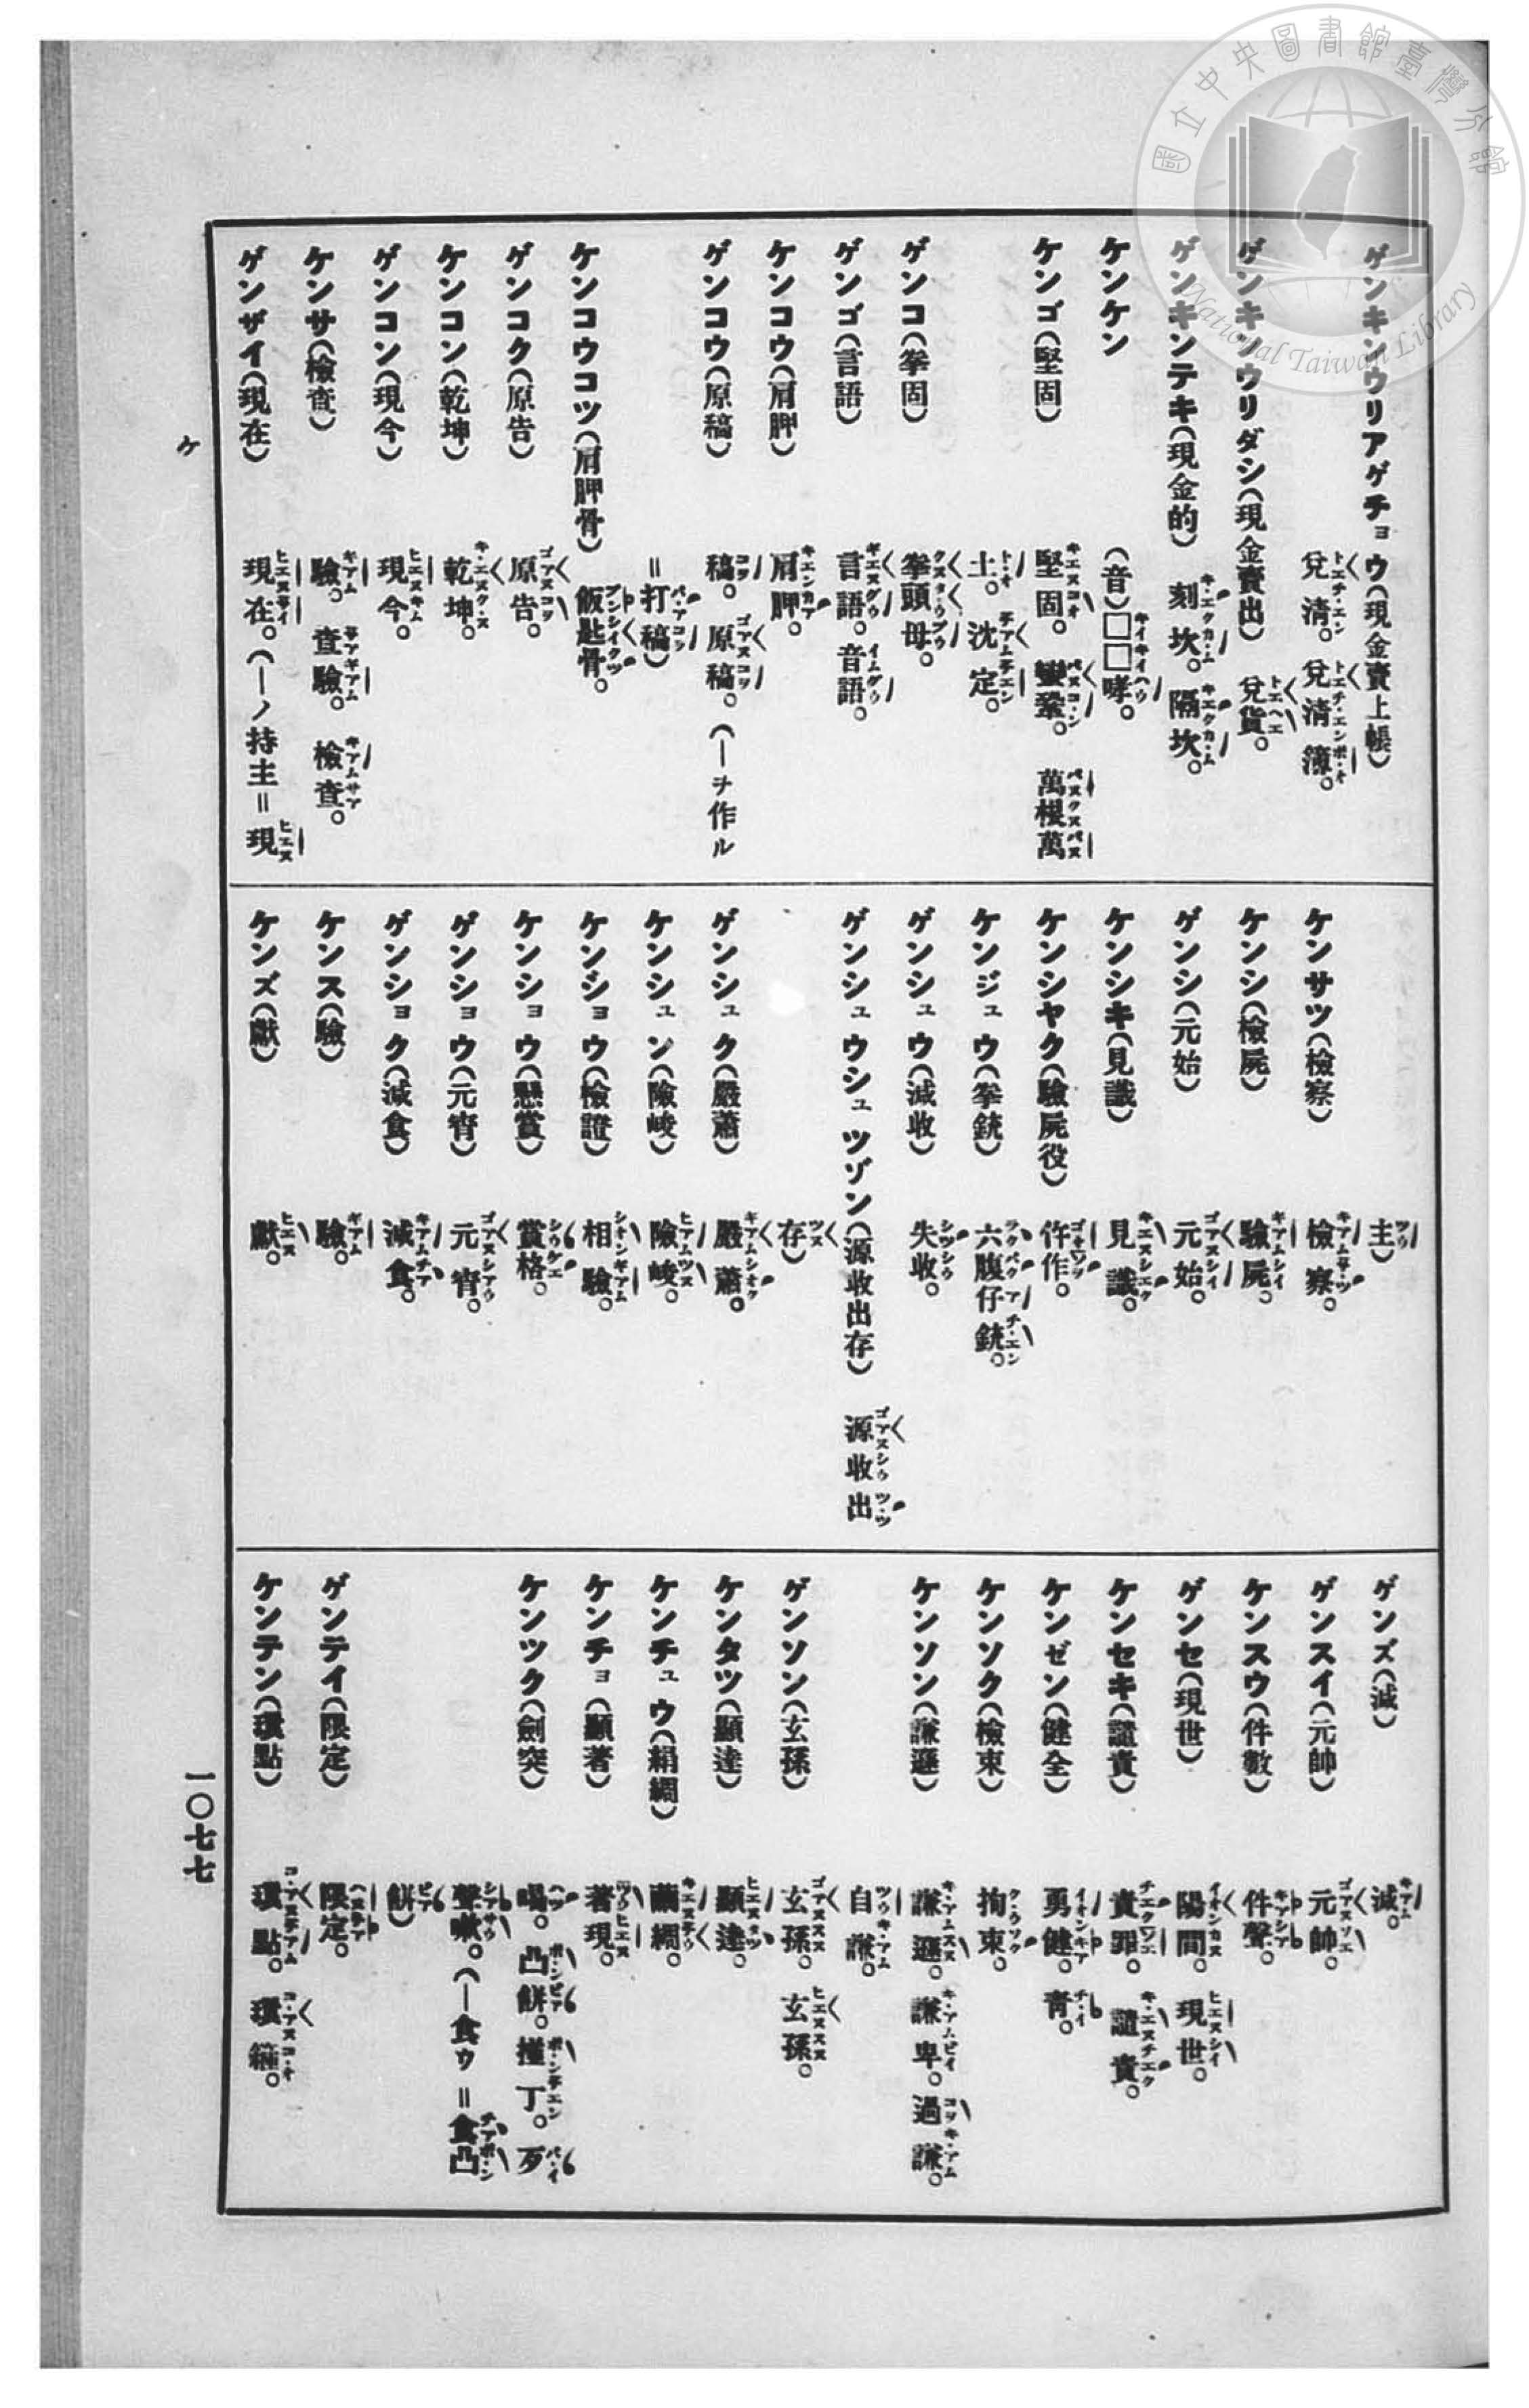 ゲンキンウリアゲチョウ(現金賣上帳)
兌清。兌清簿。
ゲンキンウリダシ(現金賣出) 兌貨。
ゲンキンテキ(現金的) 刻坎。隔坎。
ケンケン (音)□□哮。
ケンゴ(堅固) 堅固。蠻鞏。萬根萬
土。沈定。
ゲンコ(拳固) 拳頭母。
ゲンゴ(言語) 言語。音語。
ケンコウ(肩胛) 肩胛。
ゲンコウ(原稿) 稿。原稿。(—ヲ作ル
=打稿)
ケンコウコツ(肩胛骨) 飯匙骨。
ゲンコク(原告) 原告。
ケンコン(乾坤) 乾坤。
ゲンコン(現今) 現今。
ケンサ(檢査) 驗。査驗。檢査。
ゲンザイ(現在) 現在。(—ノ持主=現
主)
ケンサツ(檢察) 檢察。
ケンシ(檢屍) 驗屍。
ゲンシ(元始) 元始。
ケンシキ(見識) 見識。
ケンシヤク(驗屍役) 仵作。
ケンジュウ(拳銃) 六腹仔銃。
ゲンシュウ(減收) 失收。
ゲンシュウシュツゾン(源收出存) 源收出
存)
ゲンシュク(嚴肅) 嚴肅。
ケンシュン(險峻) 險峻。
ケンジョウ(檢證) 相驗。
ケンショウ(懸賞) 賞格。
ゲンショウ(元宵) 元宵。
ゲンショク(減食) 減食。
ケンス(驗) 驗。
ケンズ(獻) 獻。
ゲンズ(減) 減。
ゲンスイ(元帥) 元帥。
ケンスウ(件數) 件聲。
ゲンセ(現世) 陽間。現世。
ケンセキ(譴責) 責罪。譴責。
ケンゼン(健全) 勇健。青。
ケンソク(檢束) 拘束。
ケンソン(謙遜) 謙遜。謙卑。過謙。
自謙。
ゲンソン(玄孫) 玄孫。玄孫。
ケンタツ(顯達) 顯達。
ケンチュウ(絹綢) 繭綢。
ケンチョ(顯著) 著現。
ケンツク(劍突) 喝。凸餅。撞丁。歹
聲嗽。(—食ウ=食凸
餅)
ゲンテイ(限定) 限定。
ケンテン(環點) 環點。環箍。
ケ
一〇七七
國立中央圖書館臺灣分館
National Taiwan Library